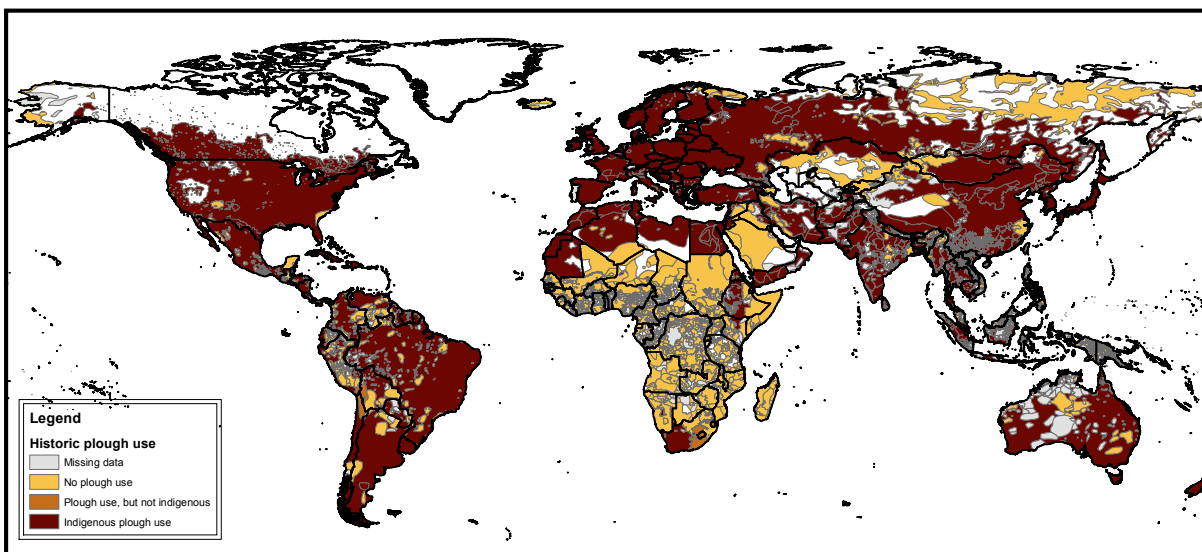 Legend
Historic plough use
Missing data
No plough use
Plough use, but not indigenous
Indigenous plough use